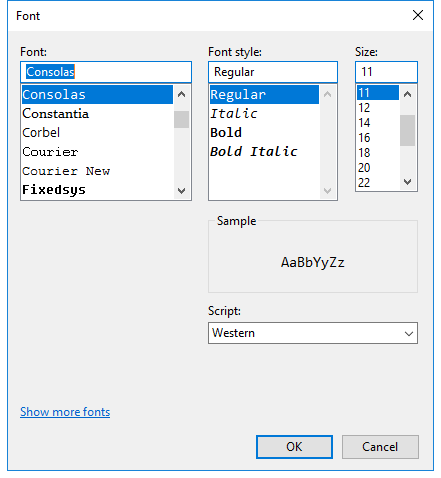 Font
Font:
Font style:
Size:
Consolas
Regular
11
Consolas
Constantia
Corbel
Courier
Courier New
Fixedsys
Regular
Italic
Bold
Bold Italic
11
12
14
16
18
20
22
Sample
AaBbYyZz
Script:
Western
Show more fonts
OK
Cancel